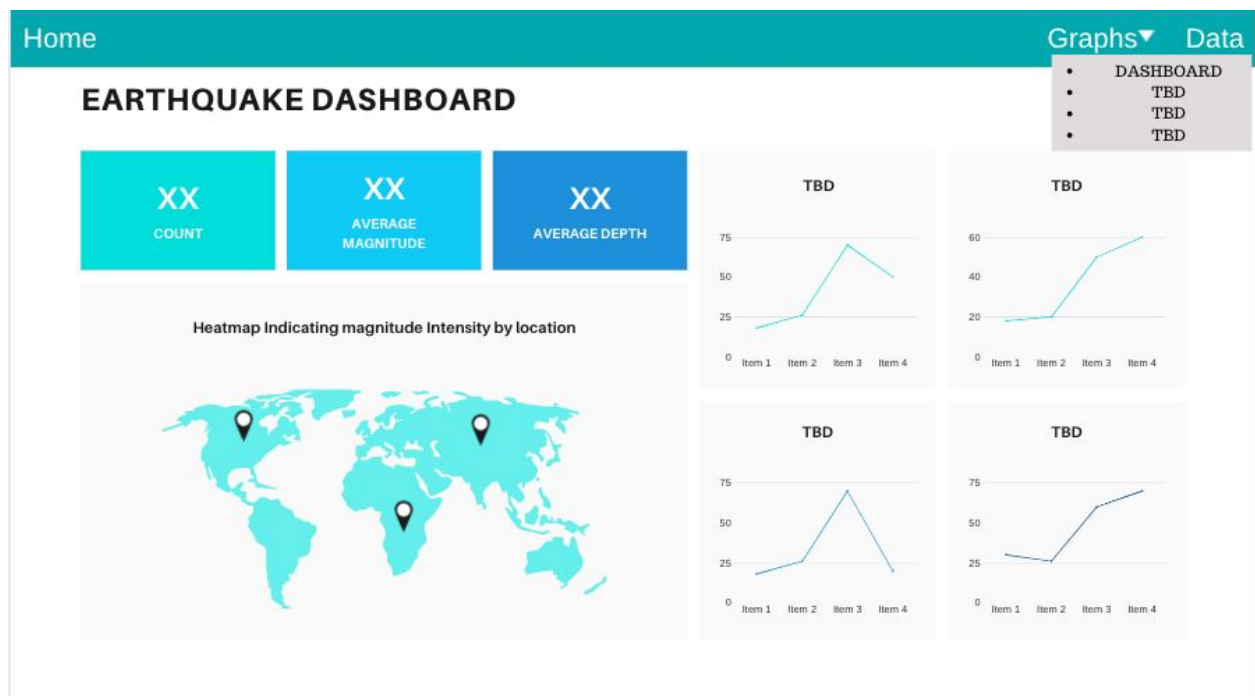 Home
Graphs▼
Data
• DASHBOARD
• TBD
• TBD
• TBD
EARTHQUAKE DASHBOARD
XX
COUNT
XX
AVERAGE
MAGNITUDE
XX
AVERAGE DEPTH
Heatmap Indicating magnitude Intensity by location
TBD
75
50
25
0
Item 1 Item 2 Item 3 Item 4
TBD
60
40
20
0
Item 1 Item 2 Item 3 Item 4
TBD
75
50
25
0
Item 1 Item 2 Item 3 Item 4
TBD
75
50
25
0
Item 1 Item 2 Item 3 Item 4